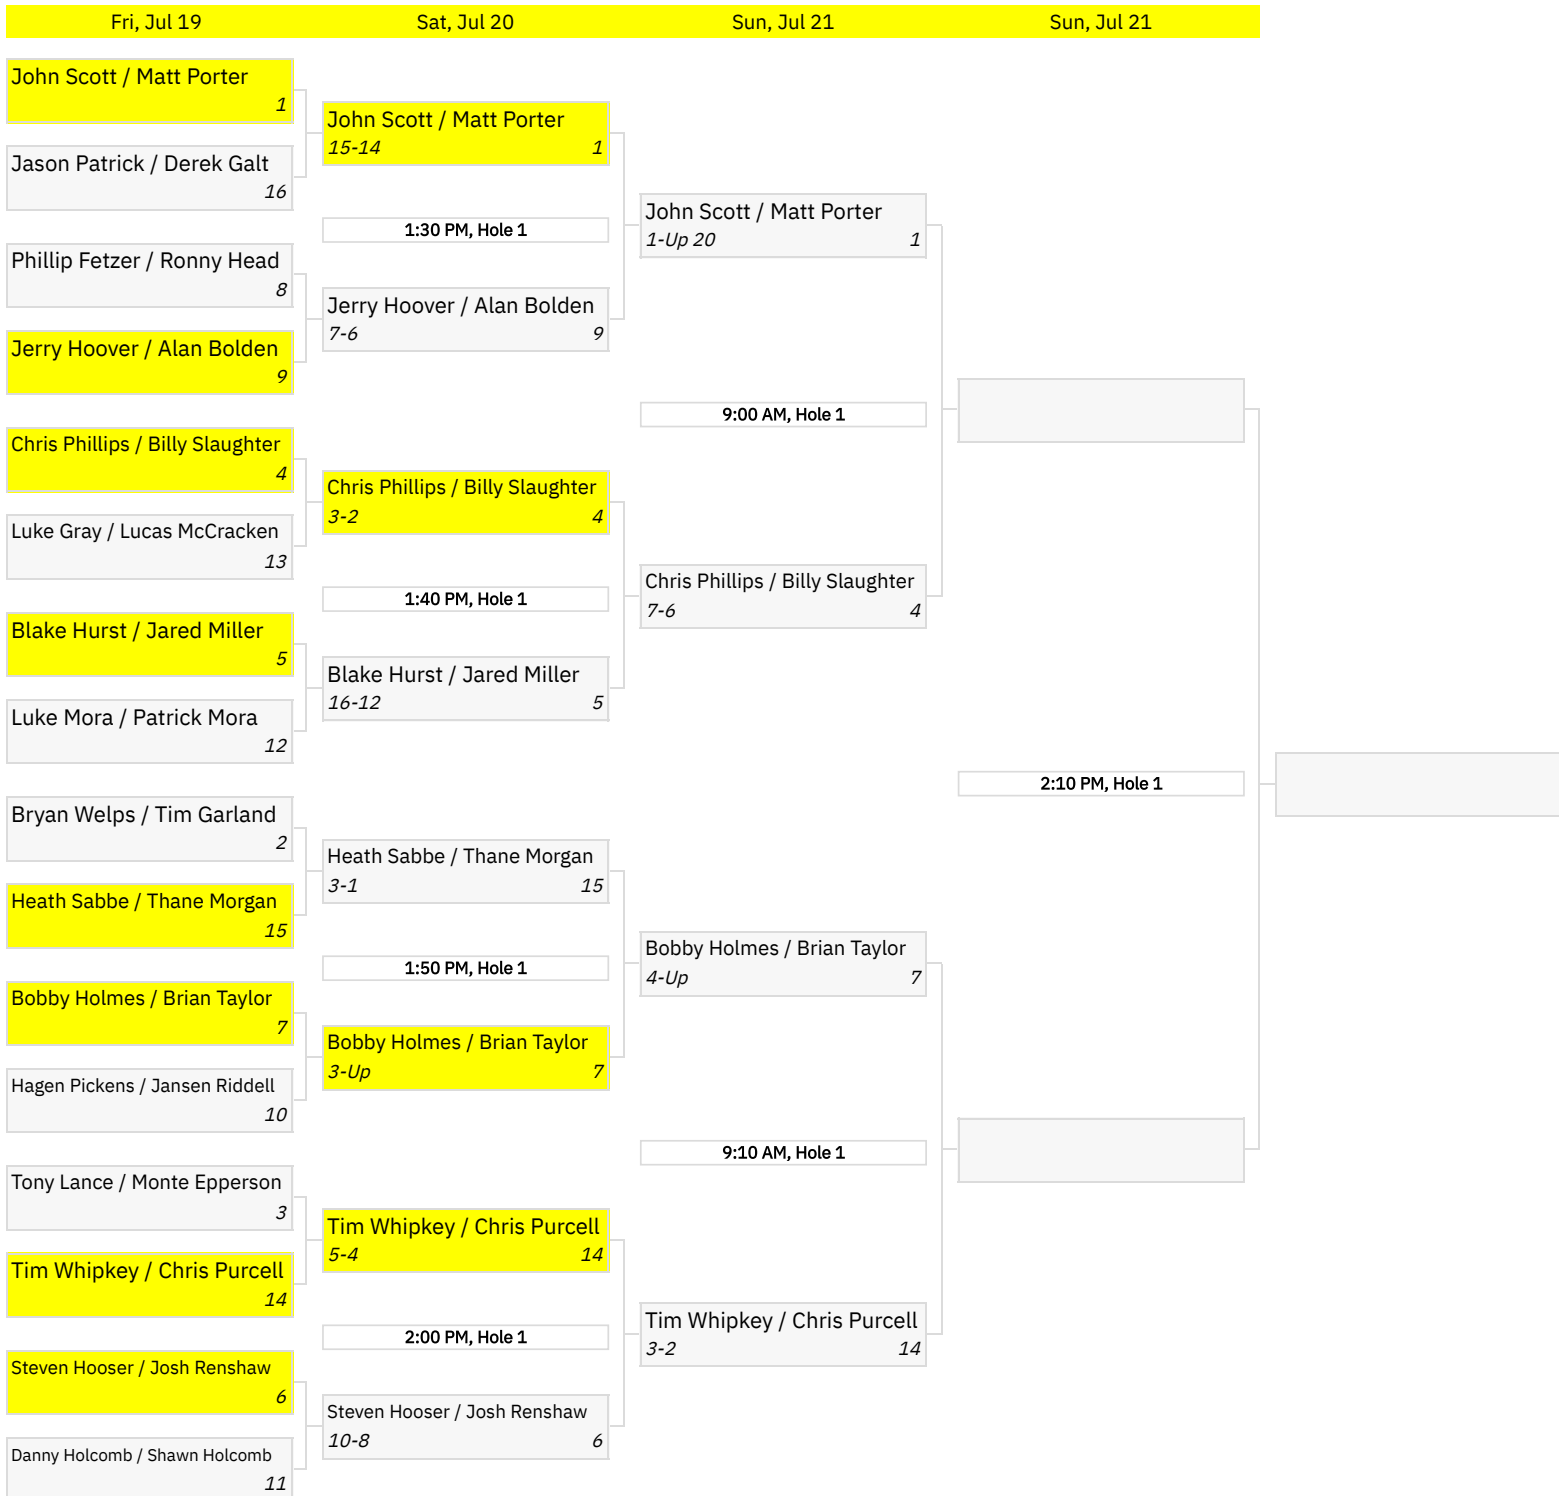 Fri, Jul 19
Sat, Jul 20
Sun, Jul 21
Sun, Jul 21
John Scott / Matt Porter
1
Jason Patrick / Derek Galt
16
Phillip Fetzer / Ronny Head
8
Jerry Hoover / Alan Bolden
9
Chris Phillips / Billy Slaughter
4
Luke Gray / Lucas McCracken
13
Blake Hurst / Jared Miller
5
Luke Mora / Patrick Mora
12
Bryan Welps / Tim Garland
2
Heath Sabbe / Thane Morgan
15
Bobby Holmes / Brian Taylor
7
Hagen Pickens / Jansen Riddell
10
Tony Lance / Monte Epperson
3
Tim Whipkey / Chris Purcell
14
Steven Hooser / Josh Renshaw
6
Danny Holcomb / Shawn Holcomb
11
John Scott / Matt Porter
15-14 1
1:30 PM, Hole 1
Jerry Hoover / Alan Bolden
7-6 9
Chris Phillips / Billy Slaughter
3-2 4
1:40 PM, Hole 1
Blake Hurst / Jared Miller
16-12 5
Heath Sabbe / Thane Morgan
3-1 15
1:50 PM, Hole 1
Bobby Holmes / Brian Taylor
3-Up 7
Tim Whipkey / Chris Purcell
5-4 14
2:00 PM, Hole 1
Steven Hooser / Josh Renshaw
10-8 6
John Scott / Matt Porter
1-Up 20 1
9:00 AM, Hole 1
Chris Phillips / Billy Slaughter
7-6 4
Bobby Holmes / Brian Taylor
4-Up 7
9:10 AM, Hole 1
Tim Whipkey / Chris Purcell
3-2 14
2:10 PM, Hole 1